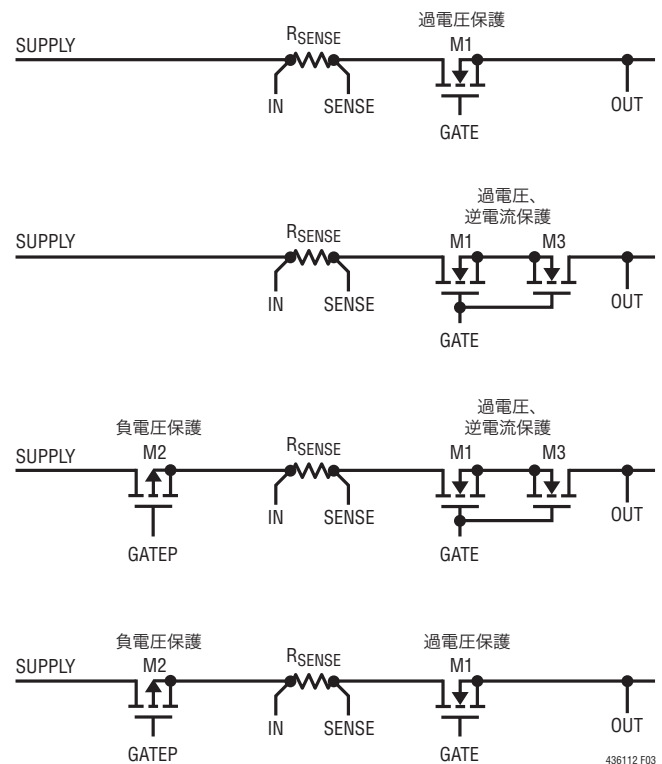 過電圧保護
SUPPLY
RSENSE
M1
IN
SENSE
GATE
OUT
過電圧、
逆電流保護
SUPPLY
RSENSE
M1
M3
IN
SENSE
GATE
OUT
過電圧、
逆電流保護
負電圧保護
SUPPLY
M2
RSENSE
M1
M3
IN
SENSE
GATEP
GATE
OUT
負電圧保護
過電圧保護
SUPPLY
M2
RSENSE
M1
IN
SENSE
GATEP
GATE
OUT
436112 F03